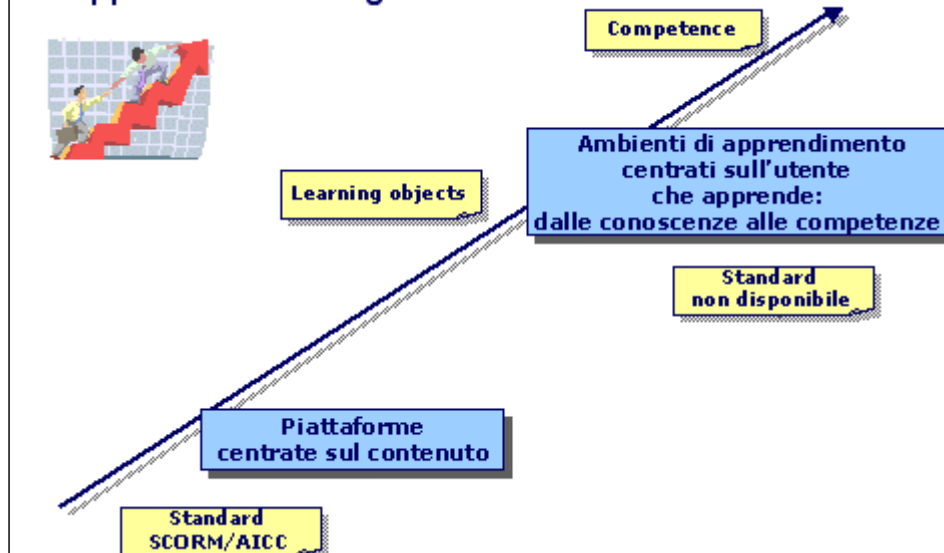 Competence
Ambienti di apprendimento
centrati sull'utente
che apprende:
dalle conoscenze alle competenze
Learning objects
Standard
non disponibile
Piattaforme
centrate sul contenuto
Standard
SCORM/AICC